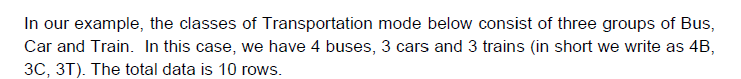 In our example, the classes of Transportation mode below consist of three groups of Bus,
Car and Train. In this case, we have 4 buses, 3 cars and 3 trains (in short we write as 4B,
3C, 3T). The total data is 10 rows.